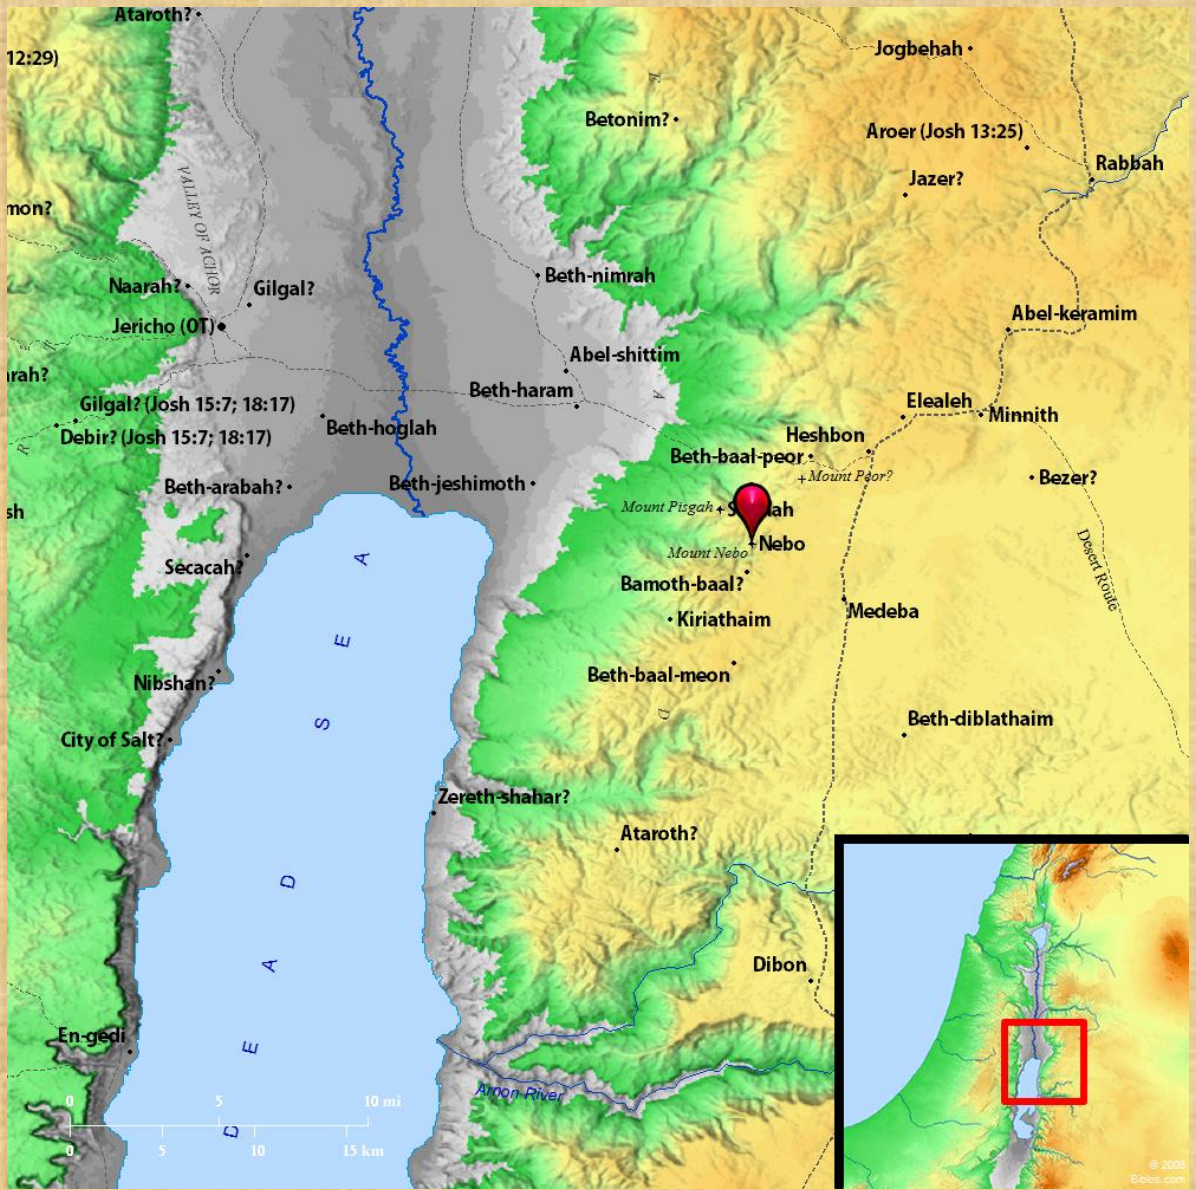 Ataroth?
12:29)
Jogbehah
Betonim?
Aroer (Josh 13:25)
Rabbah
Jazer?
VALLEY OF ACHOR
mon?
Beth-nimrah
Naarah?
Gilgal?
Jericho (OT)
Abel-keramim
Abel-shittim
rah?
Beth-haram
A
Gilgal? (Josh 15:7; 18:17)
Elealeh
Minnith
Beth-hoglah
Debir? (Josh 15:7; 18:17)
R
Heshbon
Beth-baal-peor
Mount Peor?
Bezer?
Beth-arabah?
Beth-jeshimoth
Mount Pisgah
sh
Nebo
Mount Nebo
Desert Route
Secacah?
Bamoth-baal?
Kiriathaim
Medeba
Beth-baal-meon
Nibshan?
D
Beth-diblathaim
City of Salt?
Zereth-shahar?
Ataroth?
DEAD SEA
Dibon
En-gedi
Arnon River
0 5 10 mi
0 5 10 15 km
© 2008
Biblos.com